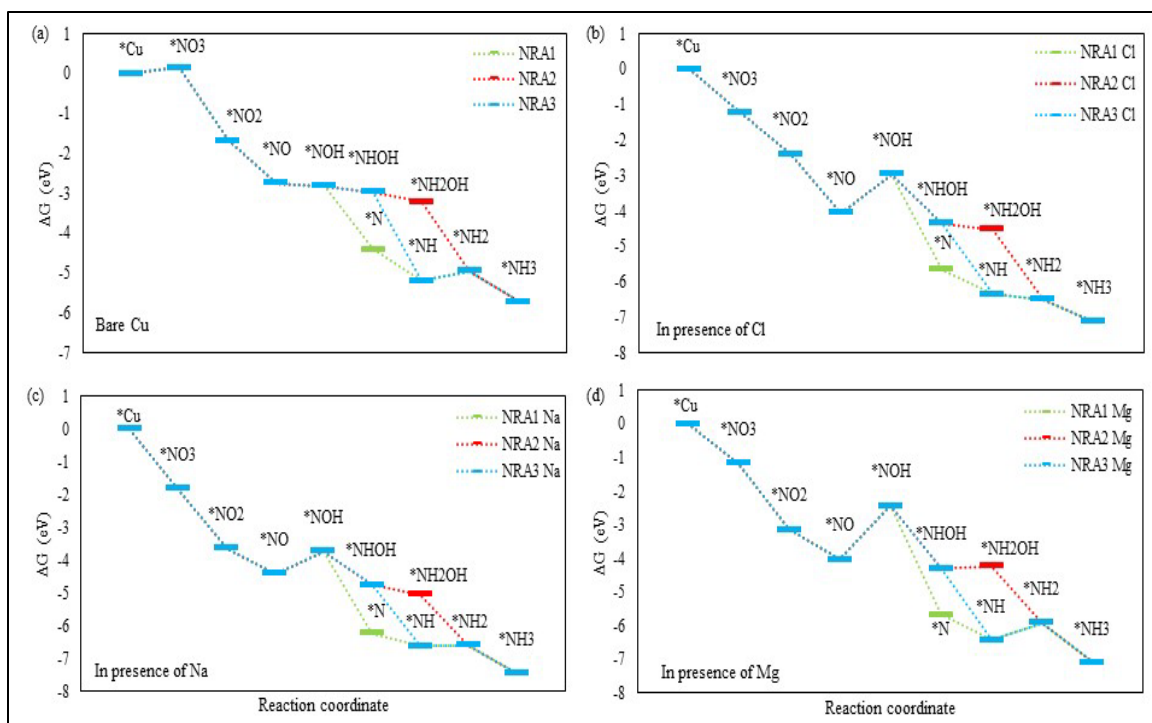 (a)
1
0
-1
-2
-3
-4
-5
-6
-7
ΔG (eV)
*Cu
*NO3
*NO2
*NO
*NOH
*NHOH
*NH2OH
*N
*NH
*NH2
*NH3
NRA1
NRA2
NRA3
Bare Cu
(b)
1
0
-1
-2
-3
-4
-5
-6
-7
-8
ΔG (eV)
*Cu
*NO3
*NO2
*NO
*NOH
*NHOH
*NH2OH
*N
*NH
*NH2
*NH3
NRA1 Cl
NRA2 Cl
NRA3 Cl
In presence of Cl
(c)
1
0
-1
-2
-3
-4
-5
-6
-7
-8
ΔG (eV)
*Cu
*NO3
*NO2
*NO
*NOH
*NHOH
*NH2OH
*N
*NH
*NH2
*NH3
NRA1 Na
NRA2 Na
NRA3 Na
In presence of Na
Reaction coordinate
(d)
1
0
-1
-2
-3
-4
-5
-6
-7
-8
ΔG (eV)
*Cu
*NO3
*NO2
*NO
*NOH
*NHOH
*NH2OH
*N
*NH
*NH2
*NH3
NRA1 Mg
NRA2 Mg
NRA3 Mg
In presence of Mg
Reaction coordinate